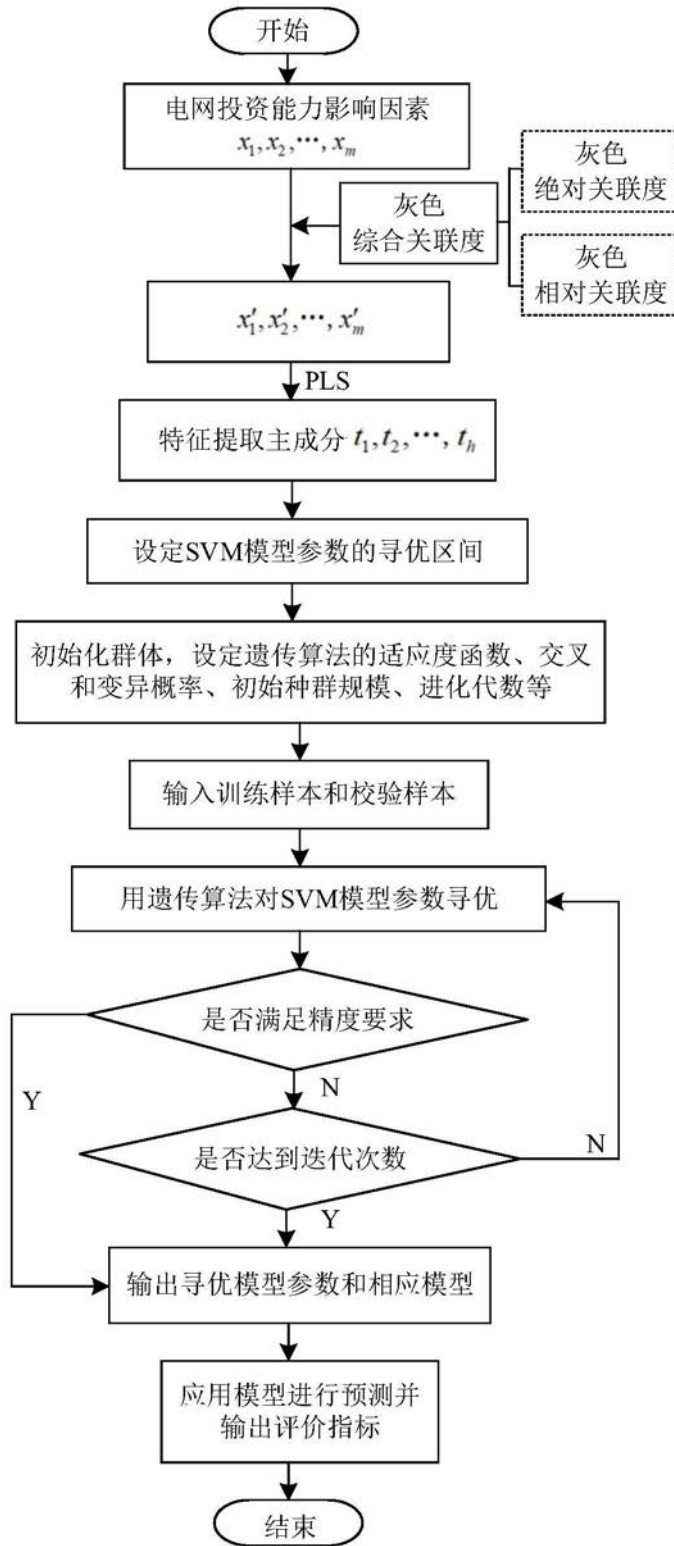 开始
电网投资能力影响因素
x₁,x₂,⋯,xₘ
灰色
绝对关联度
灰色
综合关联度
灰色
相对关联度
x′₁,x′₂,⋯,x′ₘ
PLS
特征提取主成分 t₁,t₂,⋯,tₕ
设定SVM模型参数的寻优区间
初始化群体，设定遗传算法的适应度函数、交叉
和变异概率、初始种群规模、进化代数等
输入训练样本和校验样本
用遗传算法对SVM模型参数寻优
是否满足精度要求
Y
N
是否达到迭代次数
N
Y
输出寻优模型参数和相应模型
应用模型进行预测并
输出评价指标
结束